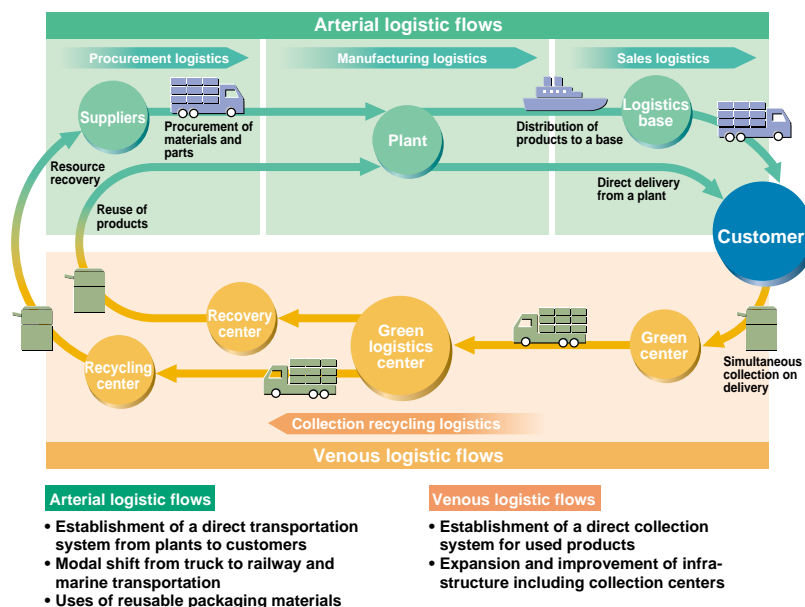 Arterial logistic flows
Procurement logistics
Manufacturing logistics
Sales logistics
Suppliers
Procurement of
materials and
parts
Plant
Distribution of
products to a base
Logistics
base
Resource
recovery
Reuse of
products
Direct delivery
from a plant
Customer
Recovery
center
Green
logistics
center
Green
center
Recycling
center
Simultaneous
collection on
delivery
Collection recycling logistics
Venous logistic flows
Arterial logistic flows
• Establishment of a direct transportation
system from plants to customers
• Modal shift from truck to railway and
marine transportation
• Uses of reusable packaging materials
Venous logistic flows
• Establishment of a direct collection
system for used products
• Expansion and improvement of infra-
structure including collection centers